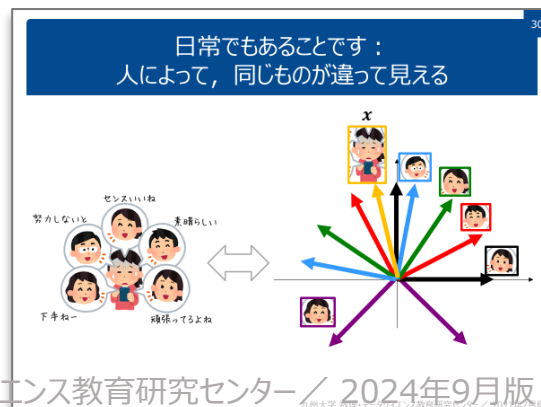 30
日常でもあることです：
人によって，同じものが違って見える
x
センスいいね
努力しないと
素晴らしい
下手ねー
頑張ってるよね
エンス教育研究センター／ 2024年9月版